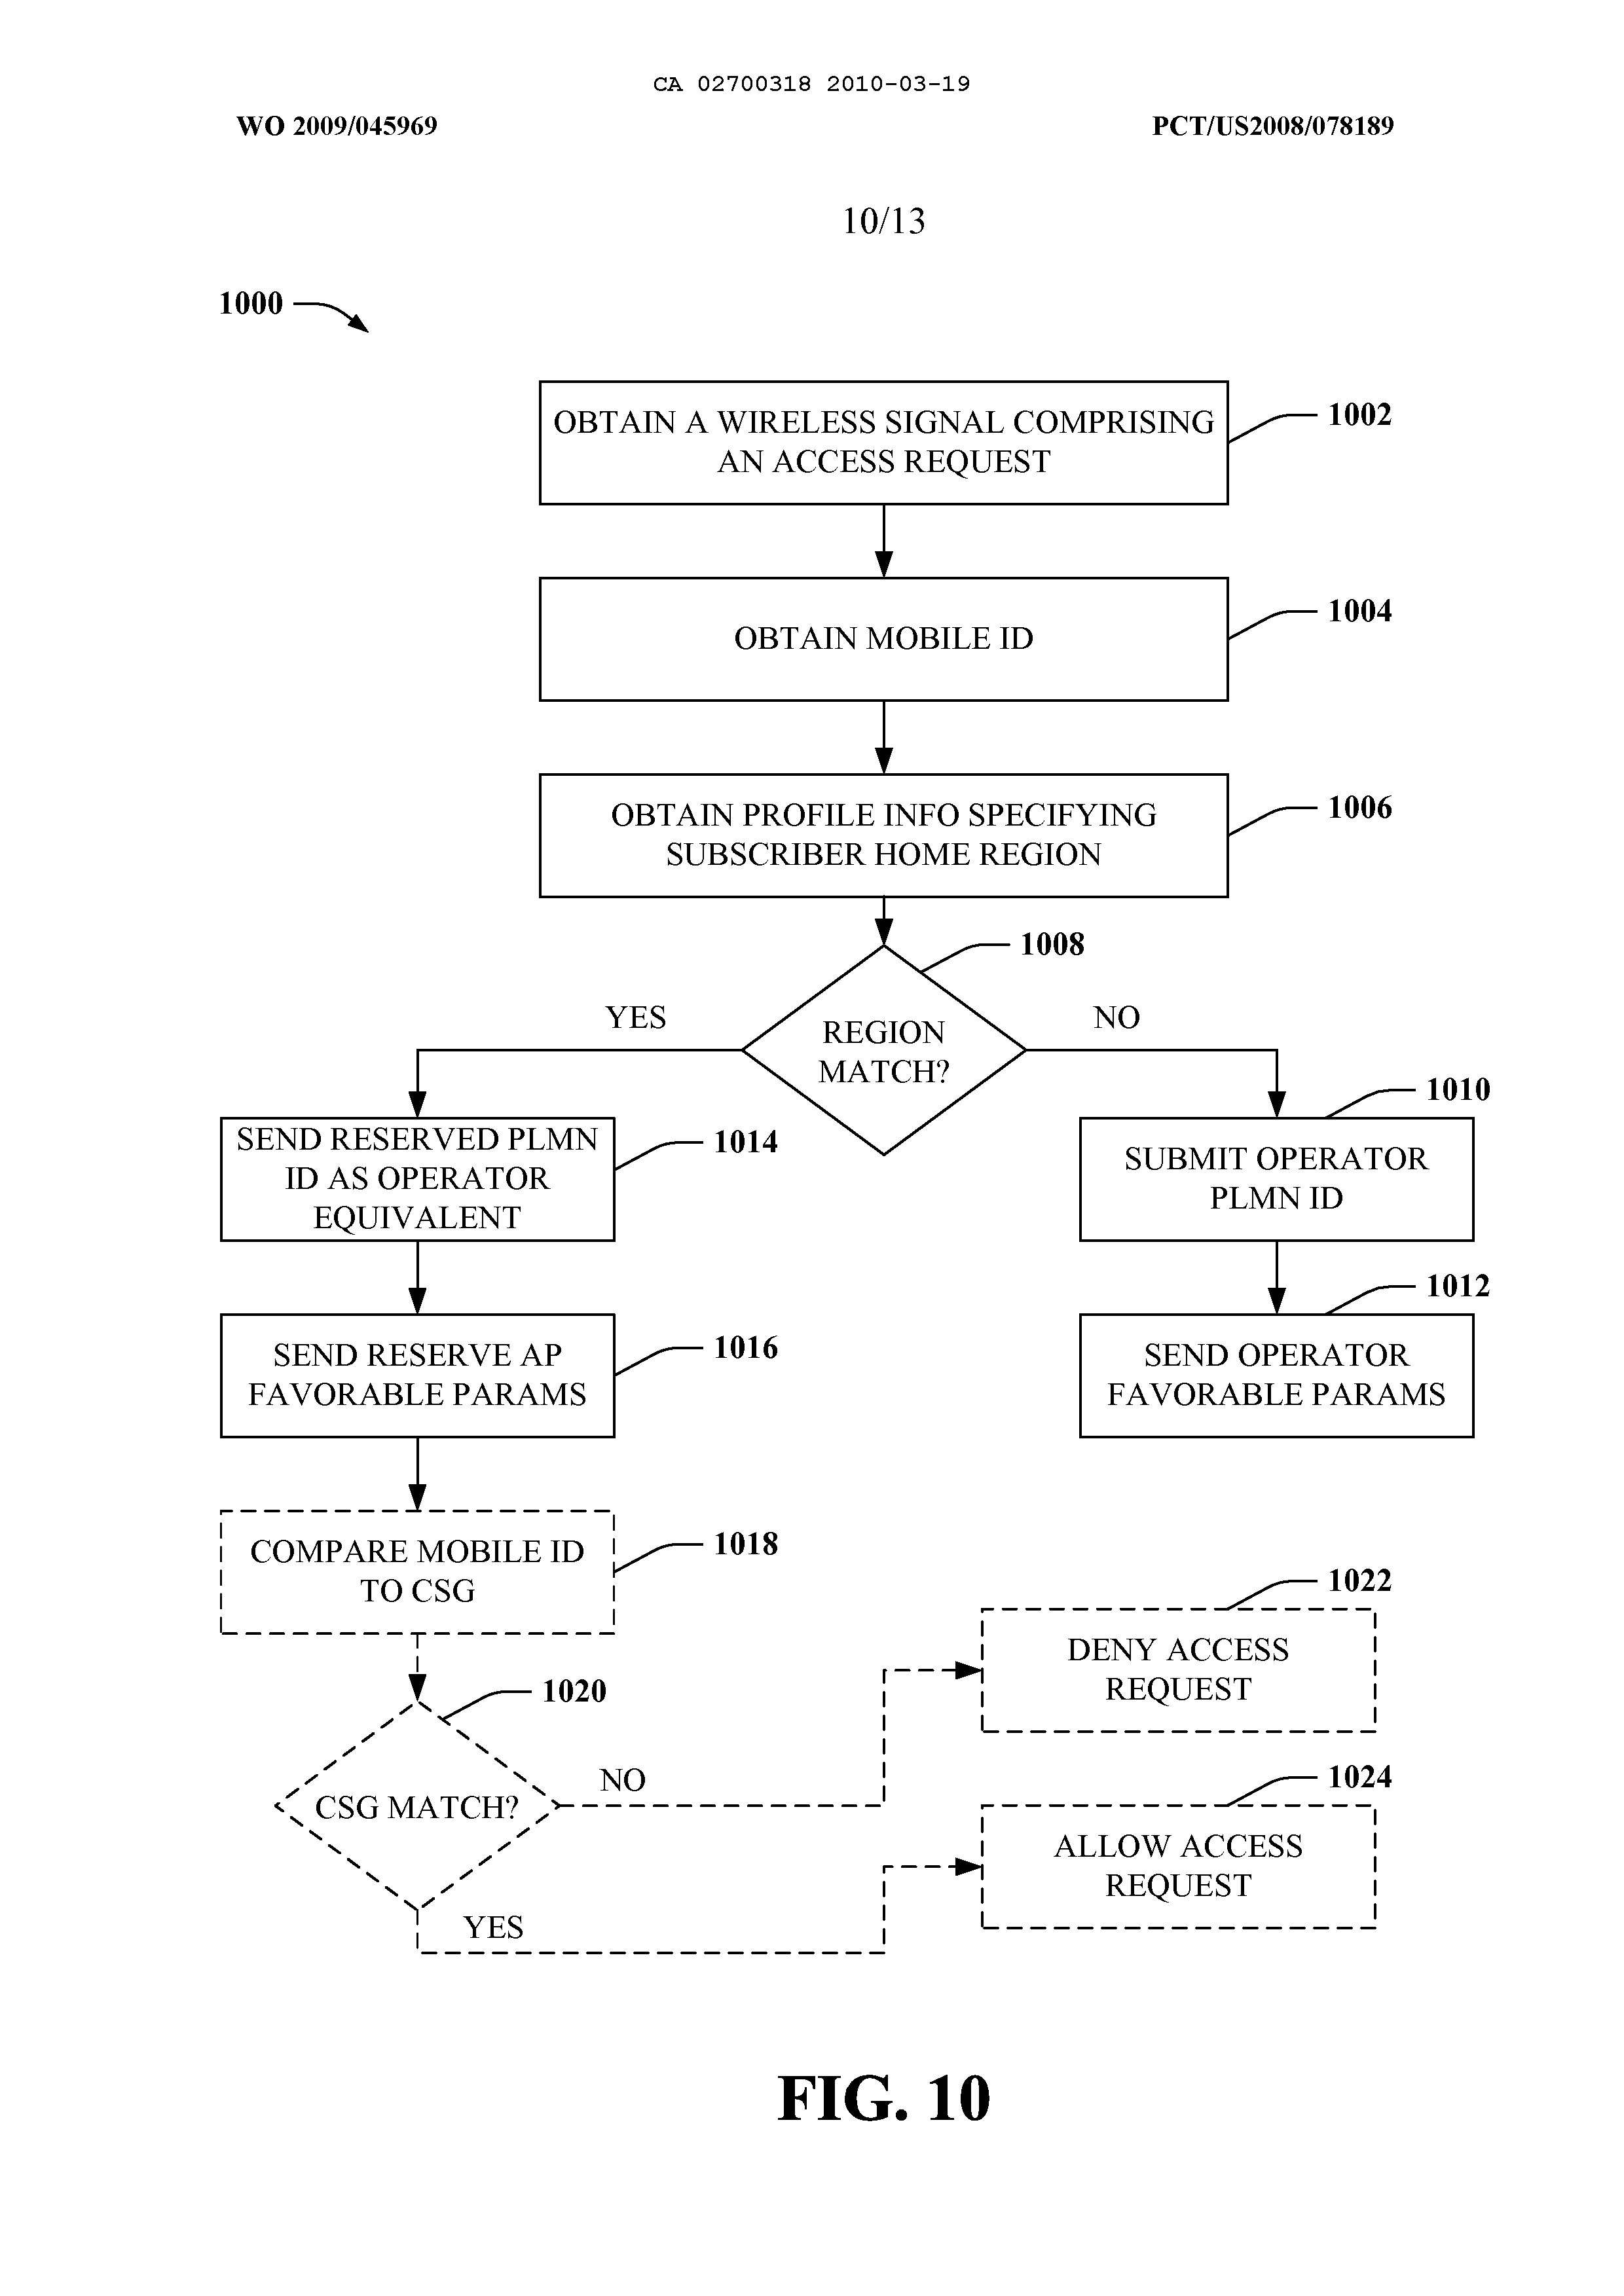 CA 02700318 2010-03-19
WO 2009/045969
PCT/US2008/078189
10/13
1000
OBTAIN A WIRELESS SIGNAL COMPRISING
AN ACCESS REQUEST
1002
OBTAIN MOBILE ID
1004
OBTAIN PROFILE INFO SPECIFYING
SUBSCRIBER HOME REGION
1006
REGION
MATCH?
1008
YES
NO
SEND RESERVED PLMN
ID AS OPERATOR
EQUIVALENT
1014
SUBMIT OPERATOR
PLMN ID
1010
SEND RESERVE AP
FAVORABLE PARAMS
1016
SEND OPERATOR
FAVORABLE PARAMS
1012
COMPARE MOBILE ID
TO CSG
1018
CSG MATCH?
1020
NO
DENY ACCESS
REQUEST
1022
YES
ALLOW ACCESS
REQUEST
1024
FIG. 10